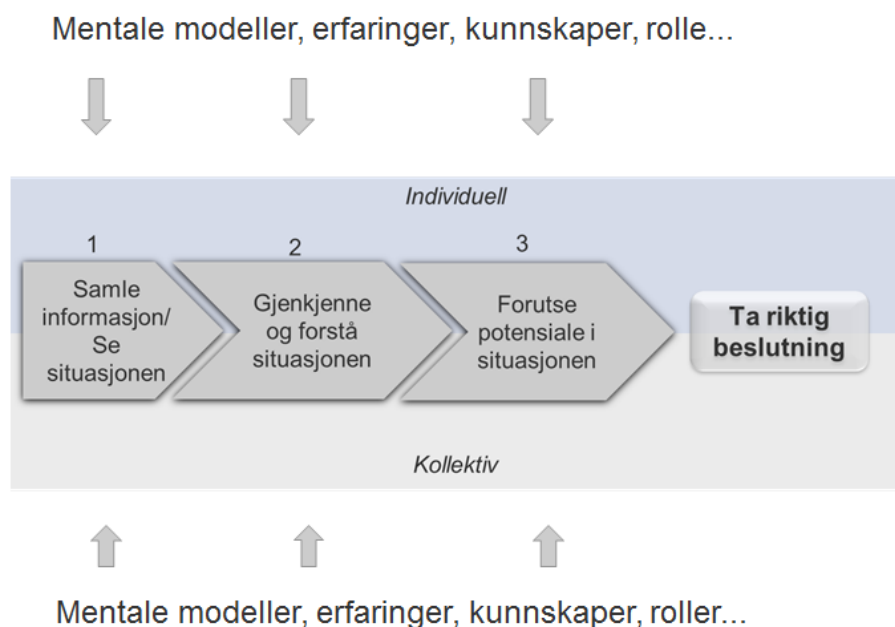 Mentale modeller, erfaringer, kunnskaper, rolle...
Individuell
1
2
3
Samle
informasjon/
Se
situasjonen
Gjenkjenne
og forstå
situasjonen
Forutse
potensiale i
situasjonen
Ta riktig
beslutning
Kollektiv
Mentale modeller, erfaringer, kunnskaper, roller...